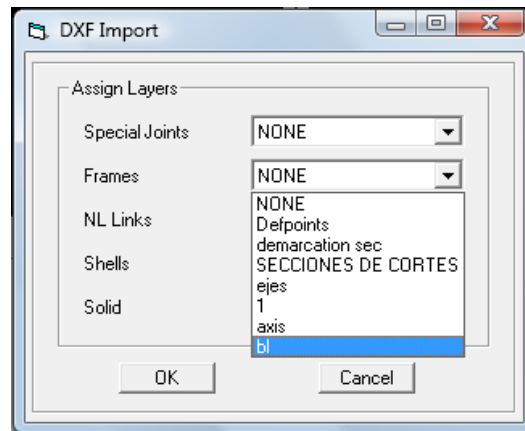 DXF Import
Assign Layers
Special Joints NONE
Frames NONE
NONE
NL Links
Defpoints
demarcation sec
Shells
SECCIONES DE CORTES
ejes
Solid
1
axis
bl
OK Cancel